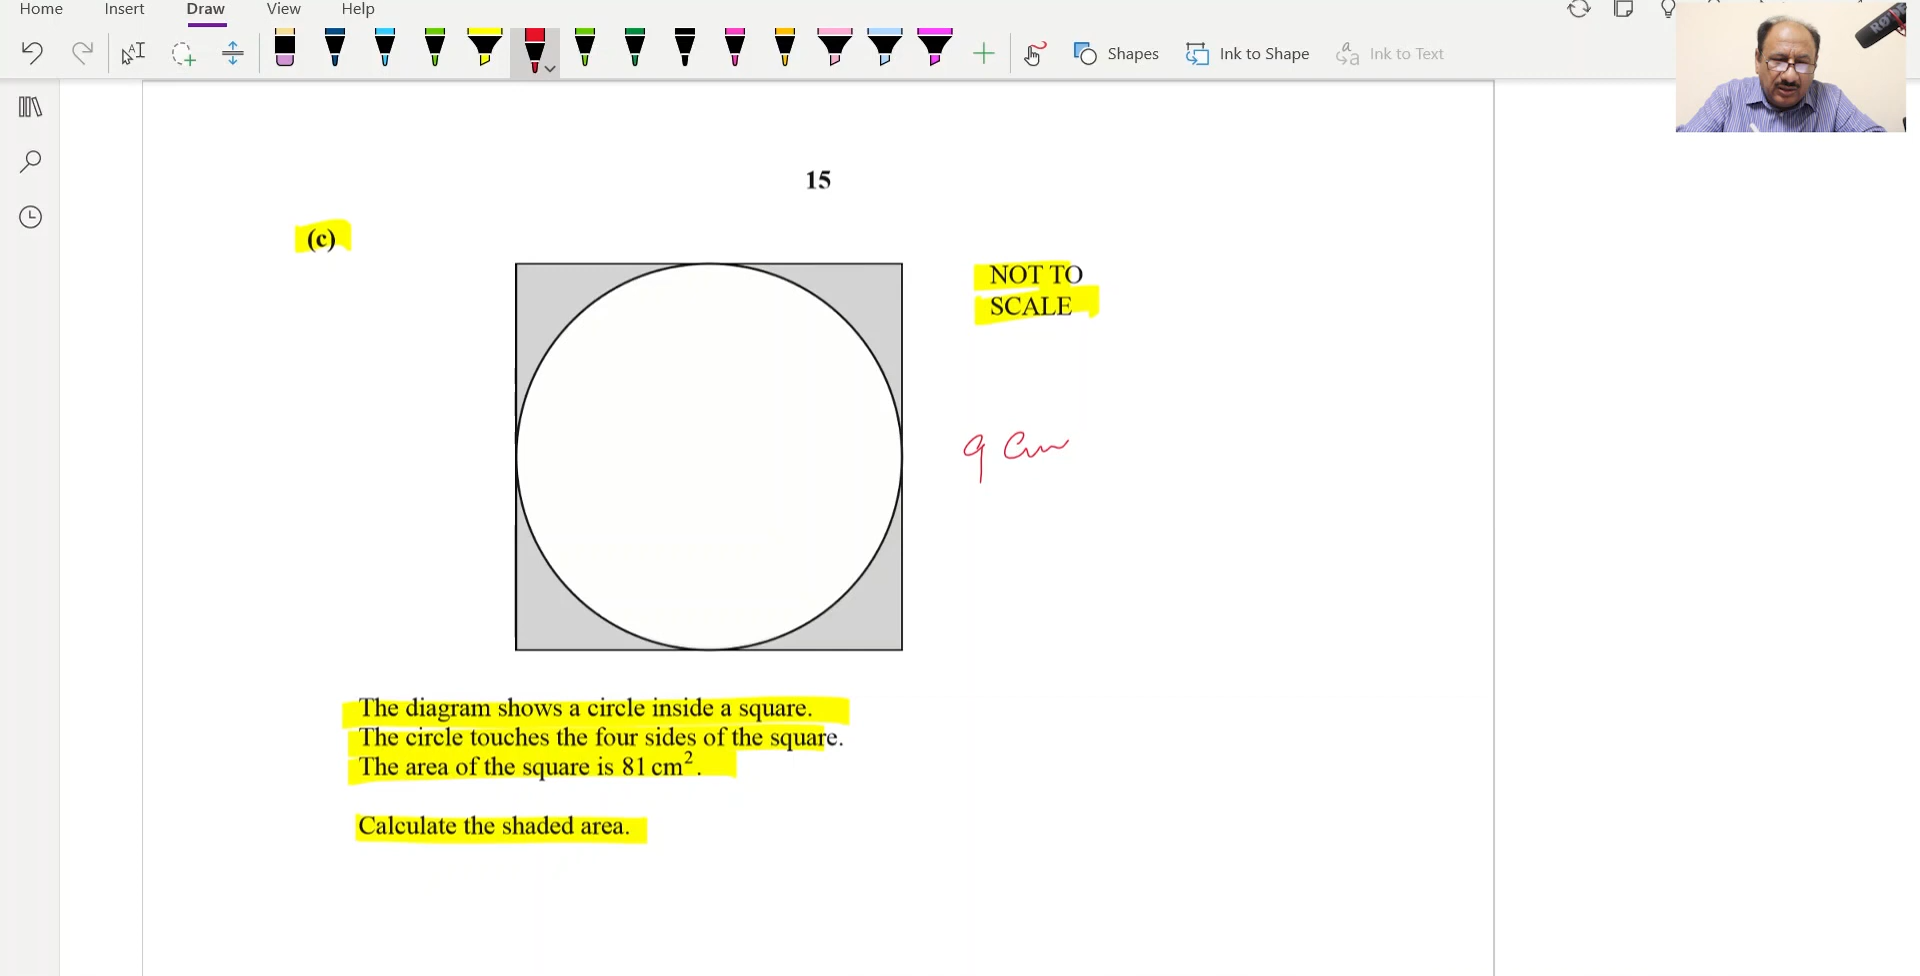 Home Insert Draw View Help
Shapes Ink to Shape Ink to Text
15
(c)
NOT TO
SCALE
9 cm
The diagram shows a circle inside a square.
The circle touches the four sides of the square.
The area of the square is 81 cm².
Calculate the shaded area.